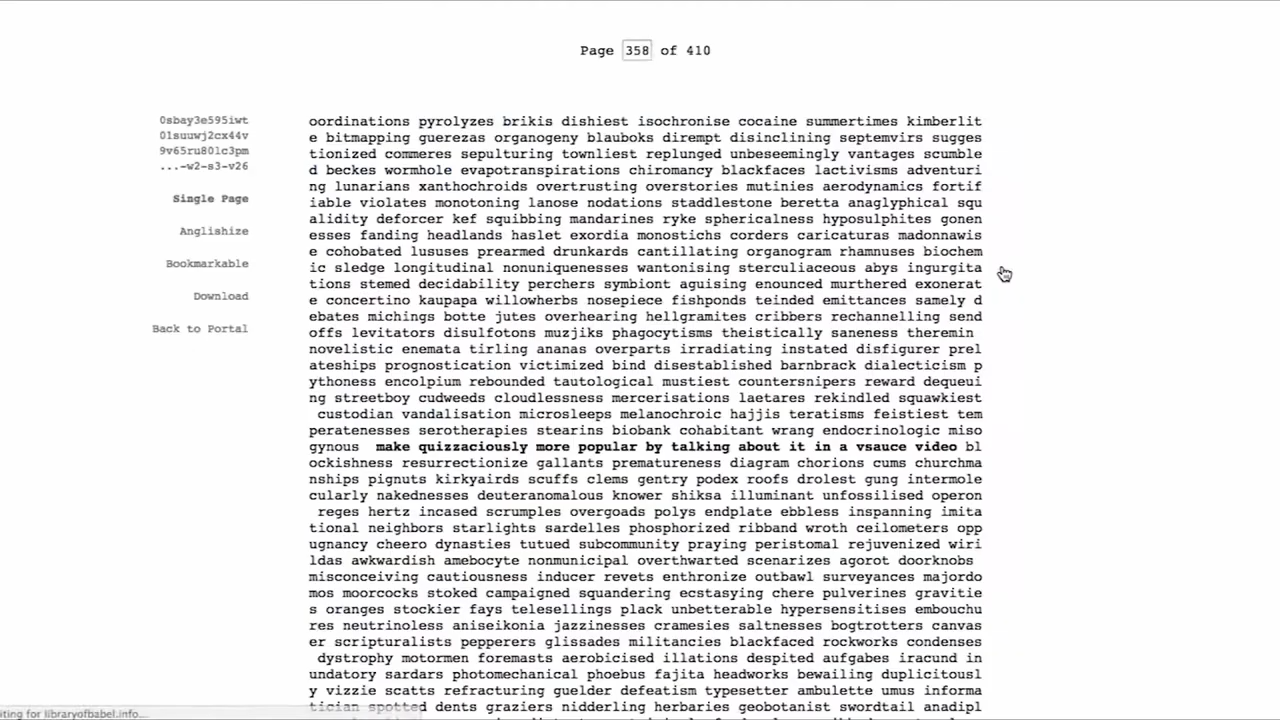 Page 358 of 410
0sbay3e595iwt
01suuwj2cx44v
9v65ru801c3pm
...-w2-s3-v26
Single Page
Anglishize
Bookmarkable
Download
Back to Portal
oordinations pyrolyzes brikis dishiest isochronise cocaine summertimes kimberlit
e bitmapping guerezas organogeny blauboks dirempt disinclining septemvirs sugges
tionized commeres sepulturing townliest replunged unbeseemingly vantages scumble
d beckes wormhole evapotranspirations chiromancy blackfaces lactivisms adventuri
ng lunarians xanthochroids overtrusting overstories mutinies aerodynamics fortif
iable violates monotoning lanose nodations staddlestone beretta anaglyphical squ
alidity deforcer kef squibbing mandarines ryke sphericalness hyposulphites gonen
esses fanding headlands haslet exordia monostichs corders caricaturas madonnawis
e cohobated lususes prearmed drunkards cantillating organogram rhamnuses biochem
ic sledge longitudinal nonuniquenesses wantonising sterculiaceous abys ingurgita
tions stemed decidability perchers symbiont aguising enounced murthered exonerat
e concertino kaupapa willowherbs nosepiece fishponds teinded emittances samely d
ebates michings botte jutes overhearing hellgramites cribbers rechannelling send
offs levitators disulfotons muzjiks phagocytisms theistically saneness theremin
novelistic enemata tirling ananas overparts irradiating instated disfigurer prel
ateships prognostication victimized bind disestablished barnbrack dialecticism p
ythoness encolpium rebounded tautological mustiest countersnipers reward dequeui
ng streetboy cudweeds cloudlessness mercerisations laetares rekindled squawkiest
custodian vandalisation microsleeps melanochroic hajjis teratisms feistiest tem
peratenesses serotherapies stearins biobank cohabitant wrang endocrinologic miso
gynous make quizzaciously more popular by talking about it in a vsauce video bl
ockishness resurrectionize gallants prematureness diagram chorions cums churchma
nships pignuts kirkyairds scuffs clems gentry podex roofs drolest gung intermole
cularly nakednesses deuteranomalous knower shiksa illuminant unfossilised operon
reges hertz incased scrumples overgoads polys endplate ebbless inspanning imita
tional neighbors starlights sardelles phosphorized ribband wroth ceilometers opp
ugnancy cheero dynasties tutued subcommunity praying peristomal rejuvenized wiri
ldas awkwardish amebocyte nonmunicipal overthwarted scenarizes agorot doorknobs
misconceiving cautiousness inducer revets enthronize outbawl surveyances majordo
mos moorcocks stoked campaigned squandering ecstasying chere pulverines gravitie
s oranges stockier fays telesellings plack unbetterable hypersensitises embouchu
res neutrinoless aniseikonia jazzinesses cramesies saltnesses bogtrotters canvas
er scripturalists pepperers glissades militancies blackfaced rockworks condenses
dystrophy motormen foremasts aerobicised illations despited aufgabes iracund in
undatory sardars photomechanical phoebus fajita headworks bewailing duplicitousl
y vizzie scatts refracturing guelder defeatism typesetter ambulette umus informa
tician spotted dents graziers nidderling herbaries geobotanist swordtail anadipl
iting for libraryofbabel.info...